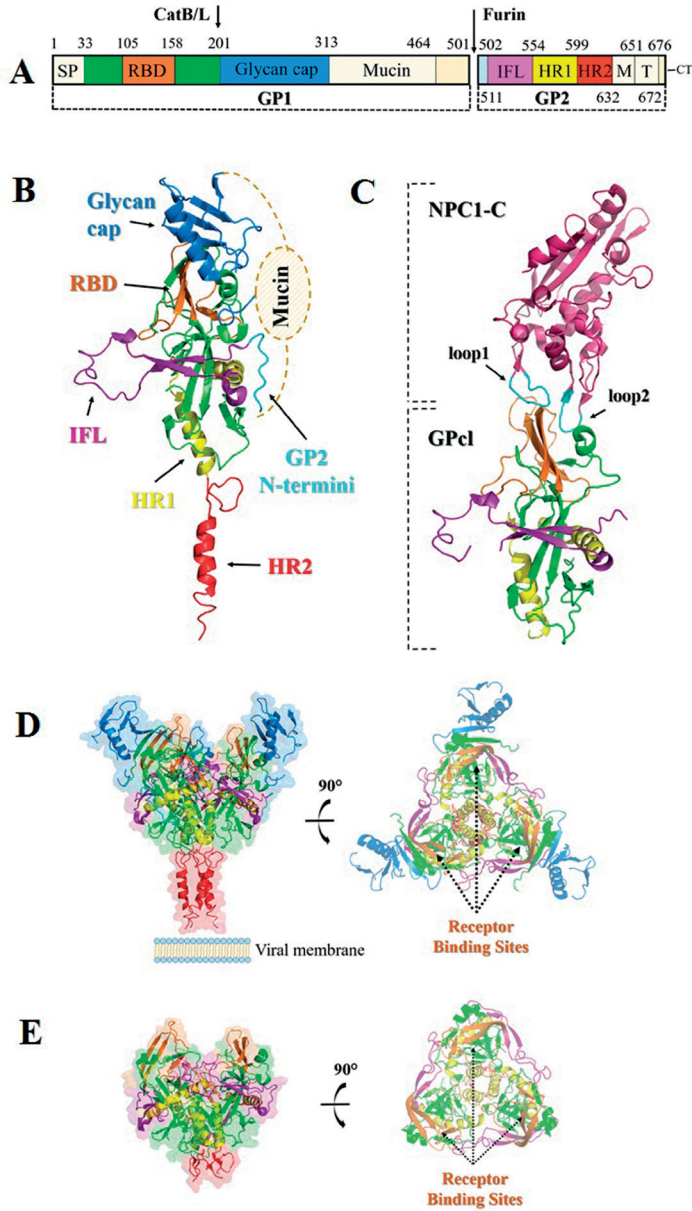 CatB/L Furin
1 33 105 158 201 313 464 501 502 554 599 651 676
A SP RBD Glycan cap Mucin IFL HR1 HR2 M T CT
GP1 511 GP2 632 672
B
Glycan
cap
RBD
Mucin
IFL
HR1
GP2
N-termini
HR2
C
NPC1-C
loop1
loop2
GPcl
D
90°
Viral membrane
Receptor
Binding Sites
E
90°
Receptor
Binding Sites